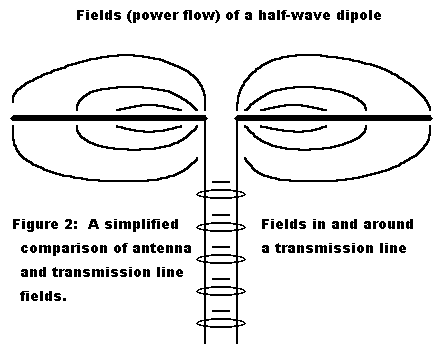 Fields (power flow) of a half-wave dipole
Figure 2: A simplified
comparison of antenna
and transmission line
fields.
Fields in and around
a transmission line